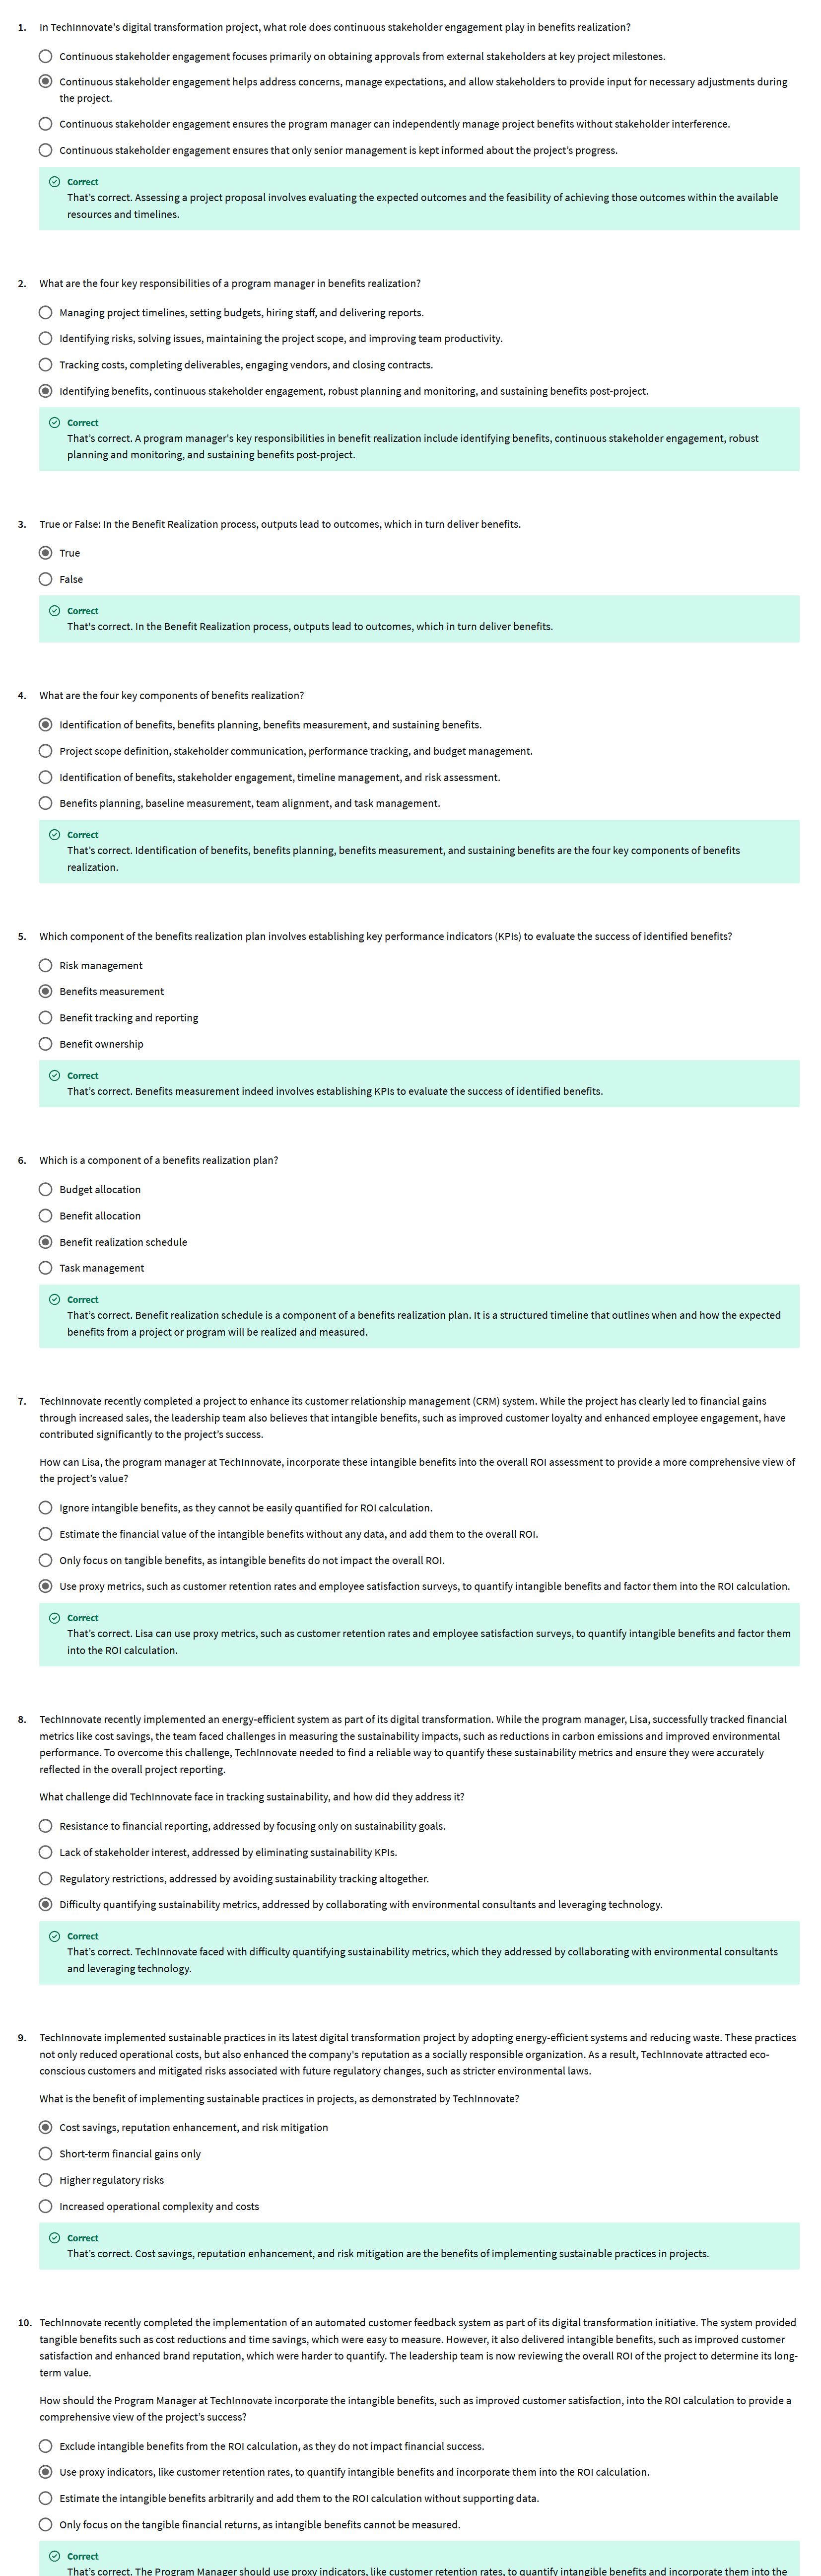 1. In TechInnovate's digital transformation project, what role does continuous stakeholder engagement play in benefits realization?
Continuous stakeholder engagement focuses primarily on obtaining approvals from external stakeholders at key project milestones.
Continuous stakeholder engagement helps address concerns, manage expectations, and allow stakeholders to provide input for necessary adjustments during
the project.
Continuous stakeholder engagement ensures the program manager can independently manage project benefits without stakeholder interference.
Continuous stakeholder engagement ensures that only senior management is kept informed about the project's progress.
Correct
That's correct. Assessing a project proposal involves evaluating the expected outcomes and the feasibility of achieving those outcomes within the available
resources and timelines.
2. What are the four key responsibilities of a program manager in benefits realization?
Managing project timelines, setting budgets, hiring staff, and delivering reports.
Identifying risks, solving issues, maintaining the project scope, and improving team productivity.
Tracking costs, completing deliverables, engaging vendors, and closing contracts.
Identifying benefits, continuous stakeholder engagement, robust planning and monitoring, and sustaining benefits post-project.
Correct
That's correct. A program manager's key responsibilities in benefit realization include identifying benefits, continuous stakeholder engagement, robust
planning and monitoring, and sustaining benefits post-project.
3. True or False: In the Benefit Realization process, outputs lead to outcomes, which in turn deliver benefits.
True
False
Correct
That's correct. In the Benefit Realization process, outputs lead to outcomes, which in turn deliver benefits.
4. What are the four key components of benefits realization?
Identification of benefits, benefits planning, benefits measurement, and sustaining benefits.
Project scope definition, stakeholder communication, performance tracking, and budget management.
Identification of benefits, stakeholder engagement, timeline management, and risk assessment.
Benefits planning, baseline measurement, team alignment, and task management.
Correct
That's correct. Identification of benefits, benefits planning, benefits measurement, and sustaining benefits are the four key components of benefits
realization.
5. Which component of the benefits realization plan involves establishing key performance indicators (KPIs) to evaluate the success of identified benefits?
Risk management
Benefits measurement
Benefit tracking and reporting
Benefit ownership
Correct
That's correct. Benefits measurement indeed involves establishing KPIs to evaluate the success of identified benefits.
6. Which is a component of a benefits realization plan?
Budget allocation
Benefit allocation
Benefit realization schedule
Task management
Correct
That's correct. Benefit realization schedule is a component of a benefits realization plan. It is a structured timeline that outlines when and how the expected
benefits from a project or program will be realized and measured.
7. TechInnovate recently completed a project to enhance its customer relationship management (CRM) system. While the project has clearly led to financial gains
through increased sales, the leadership team also believes that intangible benefits, such as improved customer loyalty and enhanced employee engagement, have
contributed significantly to the project's success.
How can Lisa, the program manager at TechInnovate, incorporate these intangible benefits into the overall ROI assessment to provide a more comprehensive view of
the project's value?
Ignore intangible benefits, as they cannot be easily quantified for ROI calculation.
Estimate the financial value of the intangible benefits without any data, and add them to the overall ROI.
Only focus on tangible benefits, as intangible benefits do not impact the overall ROI.
Use proxy metrics, such as customer retention rates and employee satisfaction surveys, to quantify intangible benefits and factor them into the ROI calculation.
Correct
That's correct. Lisa can use proxy metrics, such as customer retention rates and employee satisfaction surveys, to quantify intangible benefits and factor them
into the ROI calculation.
8. TechInnovate recently implemented an energy-efficient system as part of its digital transformation. While the program manager, Lisa, successfully tracked financial
metrics like cost savings, the team faced challenges in measuring the sustainability impacts, such as reductions in carbon emissions and improved environmental
performance. To overcome this challenge, TechInnovate needed to find a reliable way to quantify these sustainability metrics and ensure they were accurately
reflected in the overall project reporting.
What challenge did TechInnovate face in tracking sustainability, and how did they address it?
Resistance to financial reporting, addressed by focusing only on sustainability goals.
Lack of stakeholder interest, addressed by eliminating sustainability KPIs.
Regulatory restrictions, addressed by avoiding sustainability tracking altogether.
Difficulty quantifying sustainability metrics, addressed by collaborating with environmental consultants and leveraging technology.
Correct
That's correct. TechInnovate faced with difficulty quantifying sustainability metrics, which they addressed by collaborating with environmental consultants
and leveraging technology.
9. TechInnovate implemented sustainable practices in its latest digital transformation project by adopting energy-efficient systems and reducing waste. These practices
not only reduced operational costs, but also enhanced the company's reputation as a socially responsible organization. As a result, TechInnovate attracted eco-
conscious customers and mitigated risks associated with future regulatory changes, such as stricter environmental laws.
What is the benefit of implementing sustainable practices in projects, as demonstrated by TechInnovate?
Cost savings, reputation enhancement, and risk mitigation
Short-term financial gains only
Higher regulatory risks
Increased operational complexity and costs
Correct
That's correct. Cost savings, reputation enhancement, and risk mitigation are the benefits of implementing sustainable practices in projects.
10. TechInnovate recently completed the implementation of an automated customer feedback system as part of its digital transformation initiative. The system provided
tangible benefits such as cost reductions and time savings, which were easy to measure. However, it also delivered intangible benefits, such as improved customer
satisfaction and enhanced brand reputation, which were harder to quantify. The leadership team is now reviewing the overall ROI of the project to determine its long-
term value.
How should the Program Manager at TechInnovate incorporate the intangible benefits, such as improved customer satisfaction, into the ROI calculation to provide a
comprehensive view of the project's success?
Exclude intangible benefits from the ROI calculation, as they do not impact financial success.
Use proxy indicators, like customer retention rates, to quantify intangible benefits and incorporate them into the ROI calculation.
Estimate the intangible benefits arbitrarily and add them to the ROI calculation without supporting data.
Only focus on the tangible financial returns, as intangible benefits cannot be measured.
Correct
That's correct. The Program Manager should use proxy indicators, like customer retention rates, to quantify intangible benefits and incorporate them into the